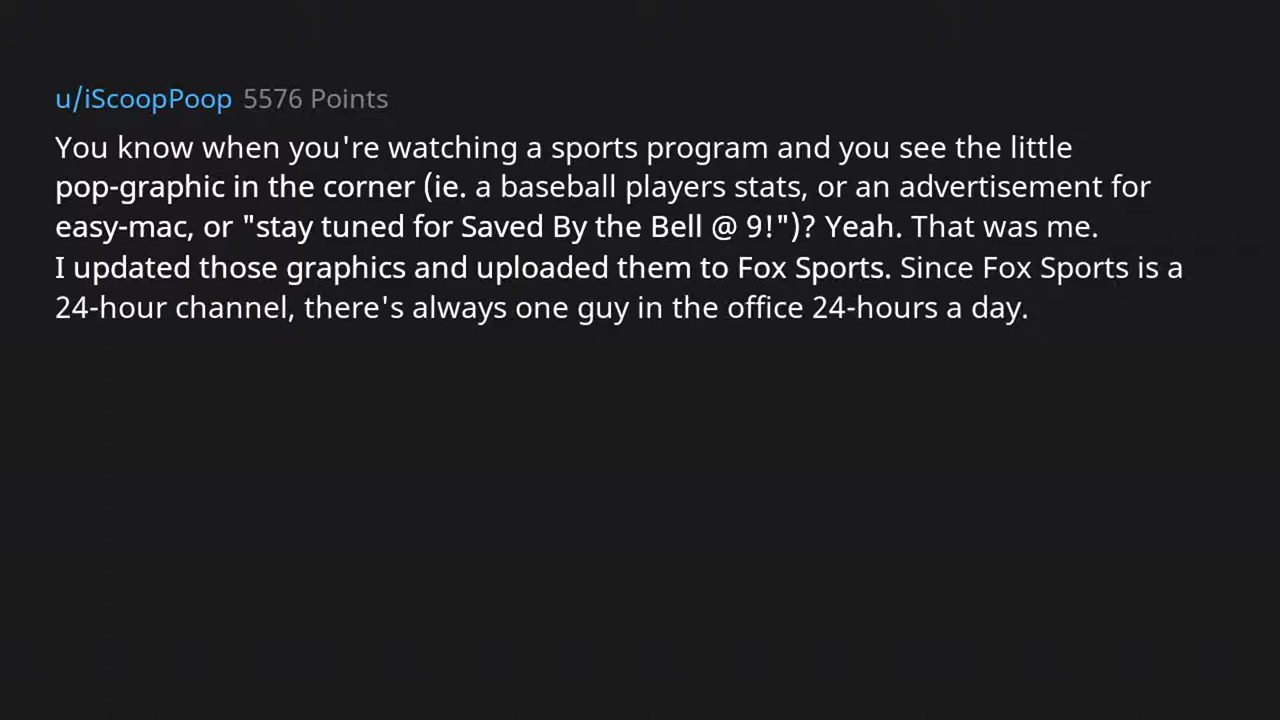 u/iScoopPoop 5576 Points
You know when you're watching a sports program and you see the little
pop-graphic in the corner (ie. a baseball players stats, or an advertisement for
easy-mac, or "stay tuned for Saved By the Bell @ 9!")? Yeah. That was me.
I updated those graphics and uploaded them to Fox Sports. Since Fox Sports is a
24-hour channel, there's always one guy in the office 24-hours a day.